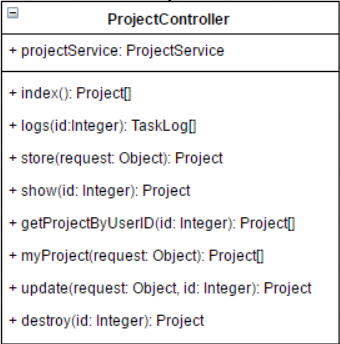 ProjectController
+ projectService: ProjectService
+ index(): Project[]
+ logs(id:Integer): TaskLog[]
+ store(request: Object): Project
+ show(id: Integer): Project
+ getProjectByUserID(id: Integer): Project[]
+ myProject(request: Object): Project[]
+ update(request: Object, id: Integer): Project
+ destroy(id: Integer): Project